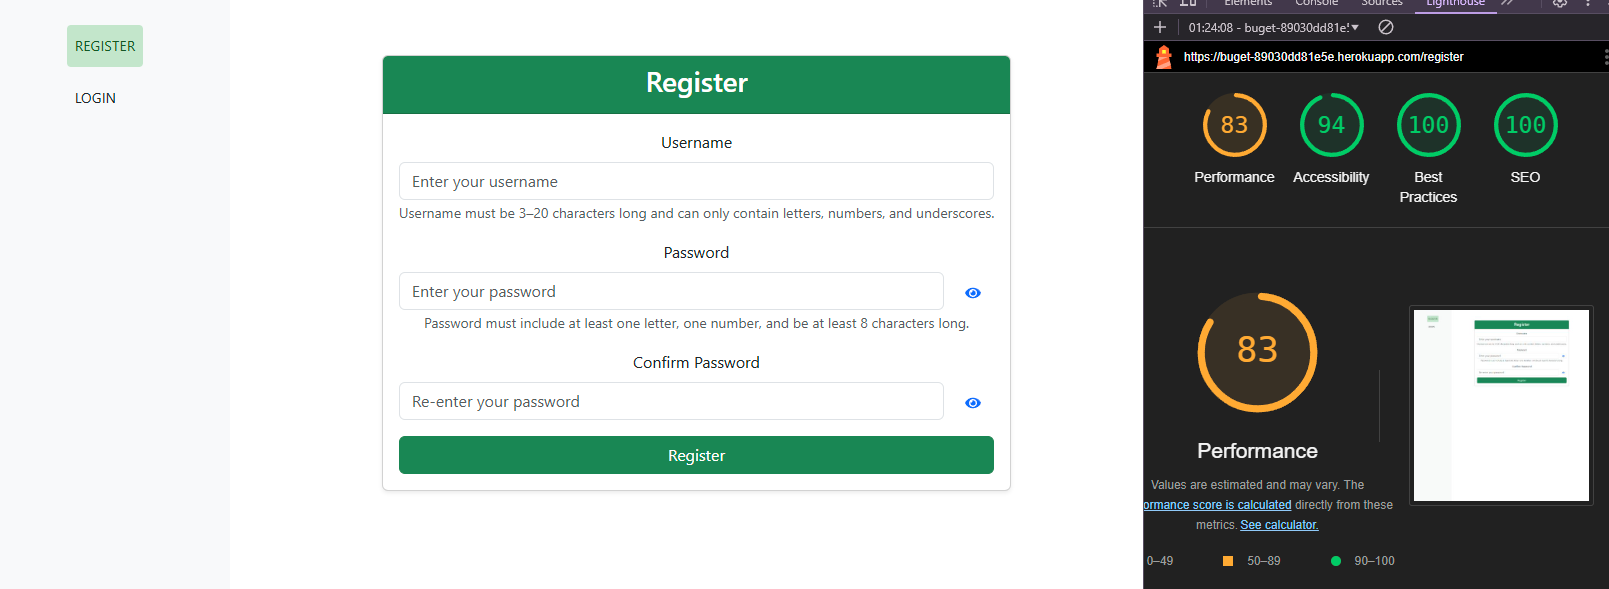 REGISTER
LOGIN
Register
Username
Enter your username
Username must be 3–20 characters long and can only contain letters, numbers, and underscores.
Password
Enter your password
Password must include at least one letter, one number, and be at least 8 characters long.
Confirm Password
Re-enter your password
Register
Elements Console Sources Lighthouse
01:24:08 - buget-89030dd81e5
https://buget-89030dd81e5e.herokuapp.com/register
83 94 100 100
Performance Accessibility Best Practices SEO
83
Performance
Values are estimated and may vary. The
ormance score is calculated directly from these
metrics. See calculator.
0–49 50–89 90–100